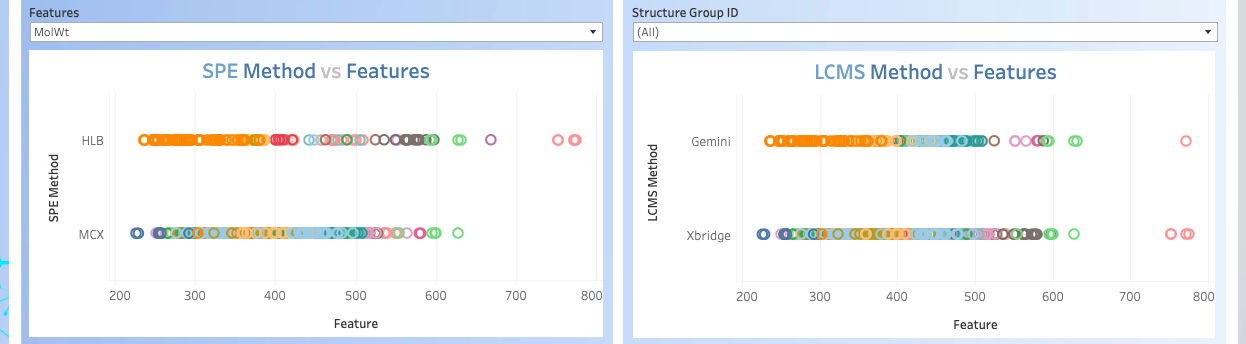 Features
MolWt
SPE Method vs Features
SPE Method
HLB
MCX
200 300 400 500 600 700 800
Feature
Structure Group ID
(All)
LCMS Method vs Features
LCMS Method
Gemini
Xbridge
200 300 400 500 600 700 800
Feature